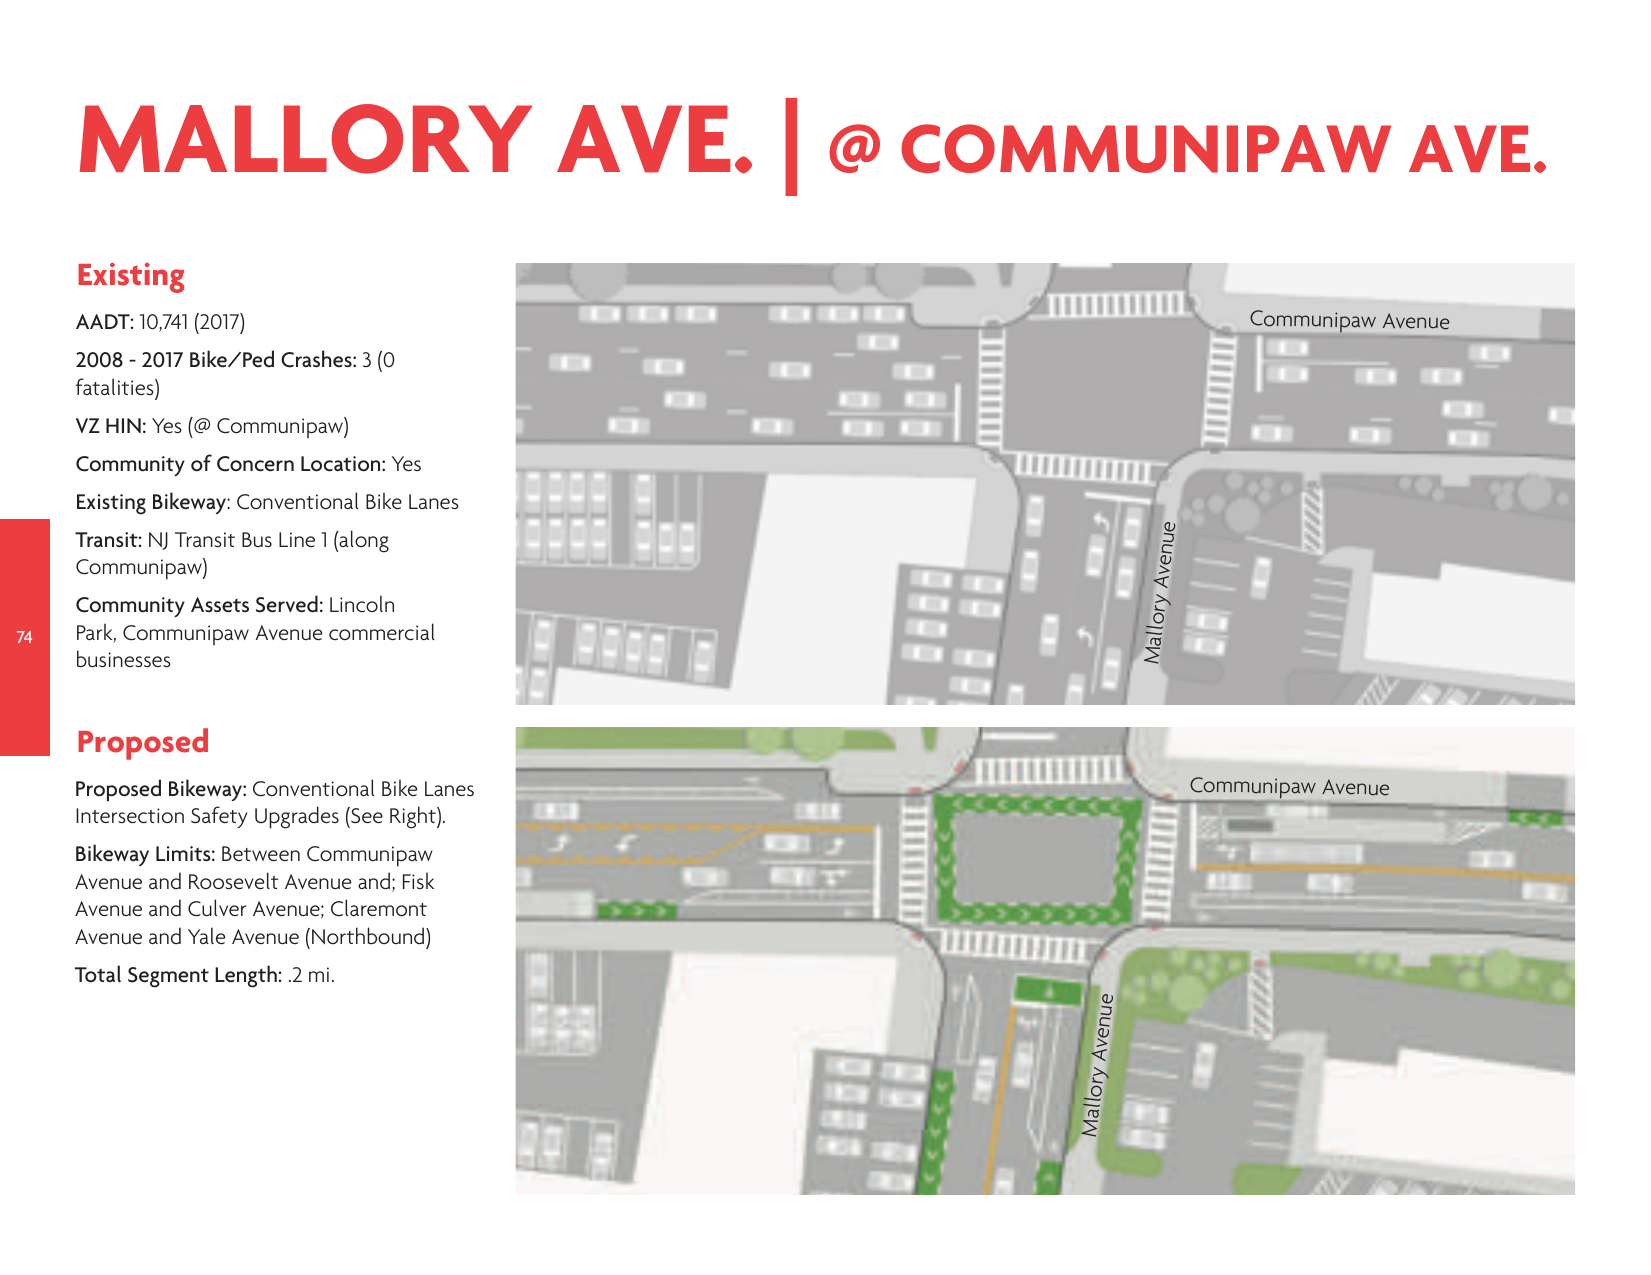 MALLORY AVE. | @ COMMUNIPAW AVE.
Existing
AADT: 10,741 (2017)
2008 - 2017 Bike/Ped Crashes: 3 (0
fatalities)
VZ HIN: Yes (@ Communipaw)
Community of Concern Location: Yes
Existing Bikeway: Conventional Bike Lanes
Transit: NJ Transit Bus Line 1 (along
Communipaw)
Community Assets Served: Lincoln
Park, Communipaw Avenue commercial
businesses
74
Communipaw Avenue
Mallory Avenue
Proposed
Proposed Bikeway: Conventional Bike Lanes
Intersection Safety Upgrades (See Right).
Bikeway Limits: Between Communipaw
Avenue and Roosevelt Avenue and; Fisk
Avenue and Culver Avenue; Claremont
Avenue and Yale Avenue (Northbound)
Total Segment Length: .2 mi.
Communipaw Avenue
Mallory Avenue